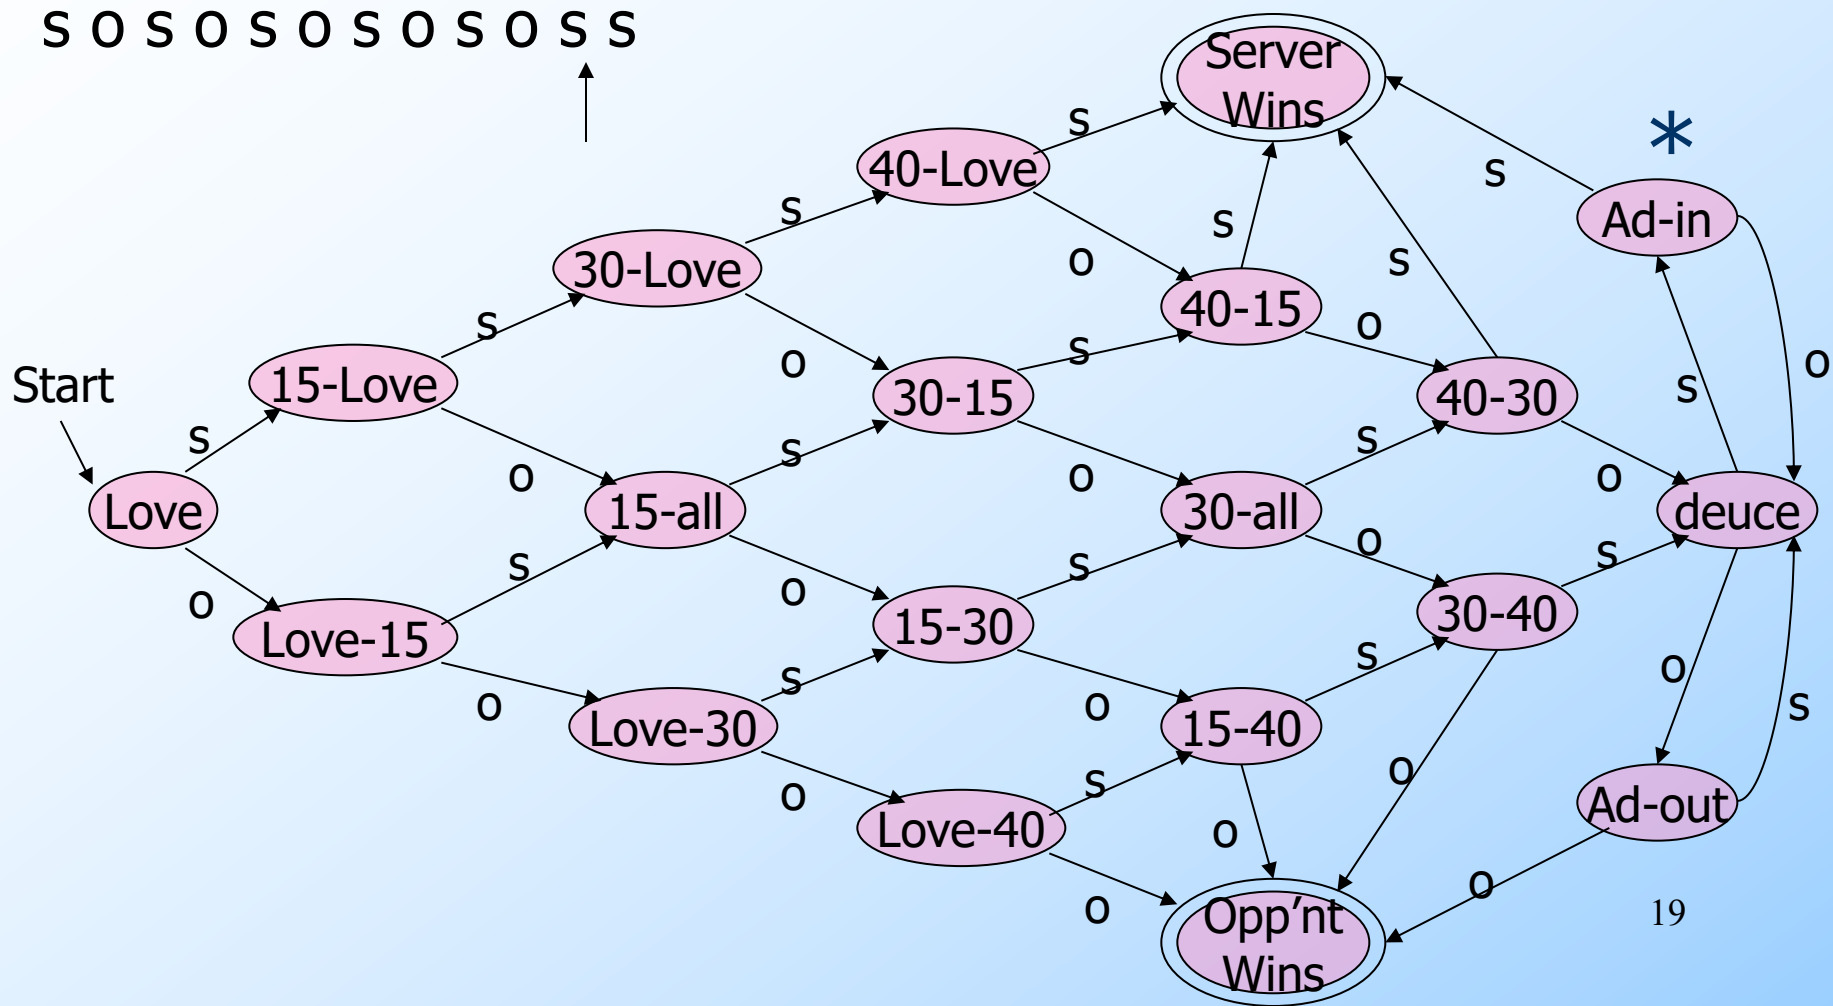 s o s o s o s o s o s s
Server
Wins
s
*
40-Love
s
s
Ad-in
s
30-Love
o
s
40-15
o
s
s
o
o
Start
15-Love
o
30-15
40-30
s
s
s
s
o
o
o
Love
15-all
30-all
deuce
s
o
s
s
o
o
15-30
30-40
Love-15
s
s
o
s
o
o
Love-30
15-40
s
o
s
o
Ad-out
Love-40
o
o
o
19
Opp'nt
Wins